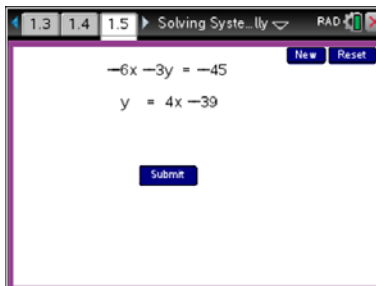 1.3 1.4 1.5 Solving Syste...lly RAD
New Reset
−6x −3y = −45
y = 4x −39
Submit